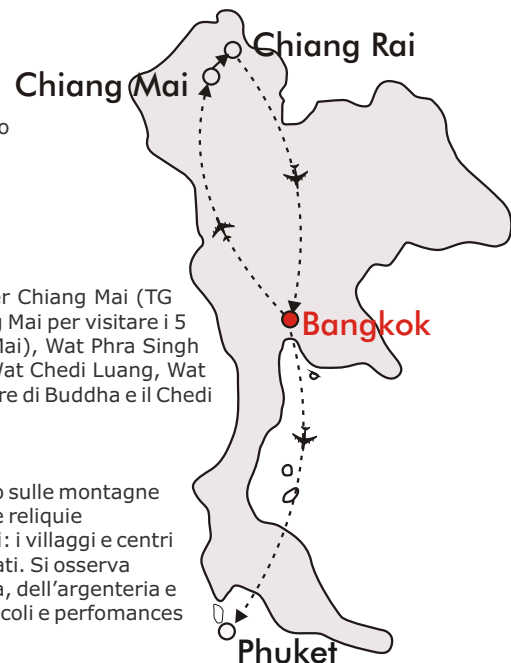 Chiang Rai
Chiang Mai
o
er Chiang Mai (TG
g Mai per visitare i 5
Mai), Wat Phra Singh
Wat Chedi Luang, Wat
re di Buddha e il Chedi
Bangkok
o sulle montagne
e reliquie
i: i villaggi e centri
ati. Si osserva
a, dell'argenteria e
coli e perfomances
Phuket